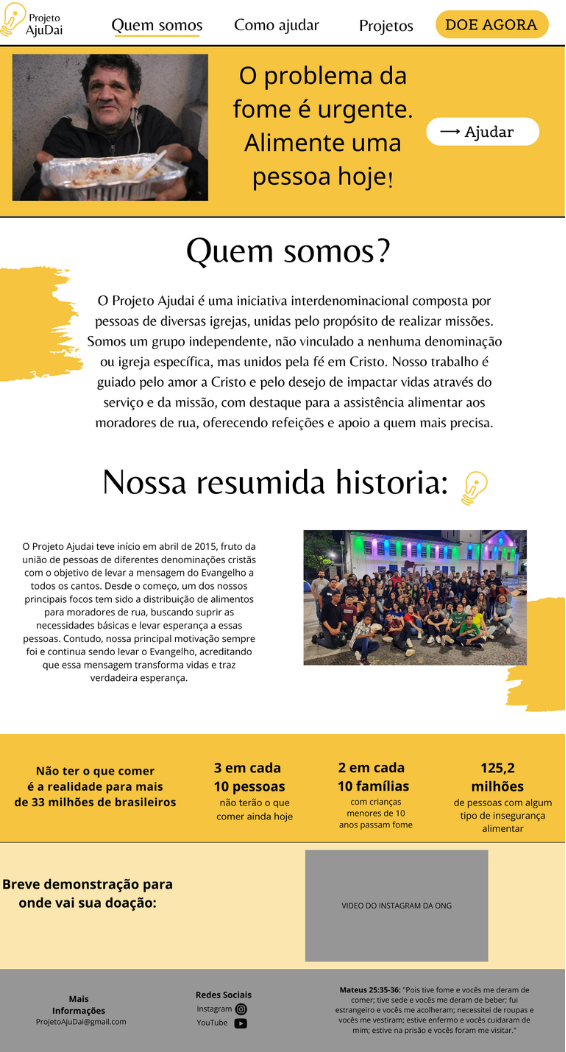 Projeto
AjuDai
Quem somos
Como ajudar
Projetos
DOE AGORA
O problema da
fome é urgente.
Alimente uma
pessoa hoje!
⟶ Ajudar
Quem somos?
O Projeto Ajudai é uma iniciativa interdenominacional composta por
pessoas de diversas igrejas, unidas pelo propósito de realizar missões.
Somos um grupo independente, não vinculado a nenhuma denominação
ou igreja específica, mas unidos pela fé em Cristo. Nosso trabalho é
guiado pelo amor a Cristo e pelo desejo de impactar vidas através do
serviço e da missão, com destaque para a assistência alimentar aos
moradores de rua, oferecendo refeições e apoio a quem mais precisa.
Nossa resumida historia:
O Projeto Ajudai teve início em abril de 2015, fruto da
união de pessoas de diferentes denominações cristãs
com o objetivo de levar a mensagem do Evangelho a
todos os cantos. Desde o começo, um dos nossos
principais focos tem sido a distribuição de alimentos
para moradores de rua, buscando suprir as
necessidades básicas e levar esperança a essas
pessoas. Contudo, nossa principal motivação sempre
foi e continua sendo levar o Evangelho, acreditando
que essa mensagem transforma vidas e traz
verdadeira esperança.
Não ter o que comer
é a realidade para mais
de 33 milhões de brasileiros
3 em cada
10 pessoas
não terão o que
comer ainda hoje
2 em cada
10 famílias
com crianças
menores de 10
anos passam fome
125,2
milhões
de pessoas com algum
tipo de insegurança
alimentar
Breve demonstração para
onde vai sua doação:
VIDEO DO INSTAGRAM DA ONG
Mais
Informações
ProjetoAjuDai@gmail.com
Redes Sociais
Instagram
YouTube
Mateus 25:35-36: "Pois tive fome e vocês me deram de
comer; tive sede e vocês me deram de beber; fui
estrangeiro e vocês me acolheram; necessitei de roupas e
vocês me vestiram; estive enfermo e vocês cuidaram de
mim; estive na prisão e vocês foram me visitar."